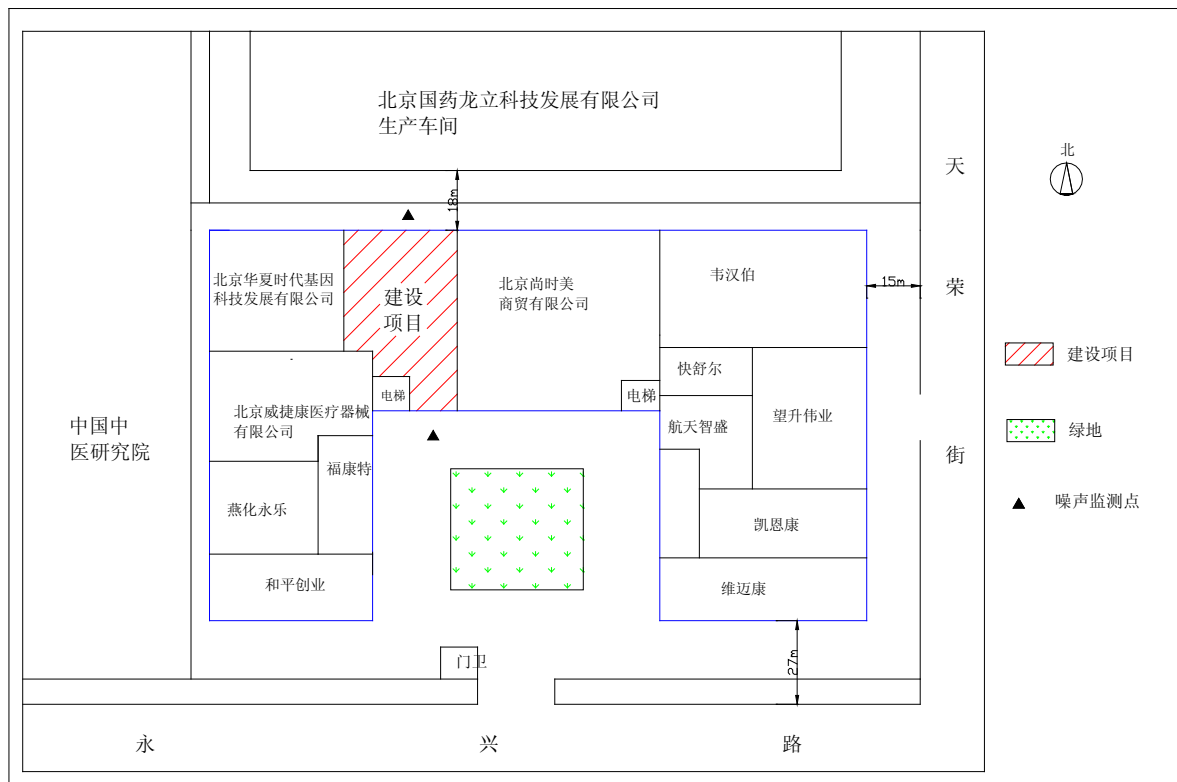 北京国药龙立科技发展有限公司
生产车间
天
荣
街
北
18m
15m
北京华夏时代基因
科技发展有限公司
建设
项目
北京尚时美
商贸有限公司
韦汉伯
建设项目
快舒尔
电梯
电梯
望升伟业
北京威捷康医疗器械
有限公司
航天智盛
中国中
医研究院
绿地
福康特
燕化永乐
噪声监测点
凯恩康
和平创业
维迈康
门卫
27m
永
兴
路